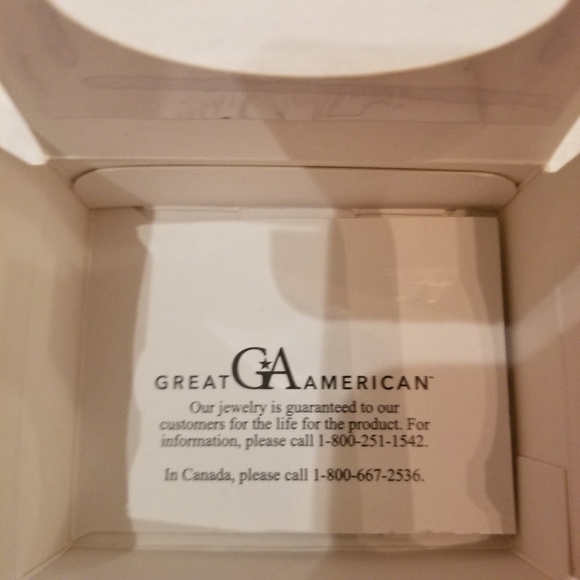 GREAT GA AMERICAN™
Our jewelry is guaranteed to our
customers for the life for the product. For
information, please call 1-800-251-1542.
In Canada, please call 1-800-667-2536.